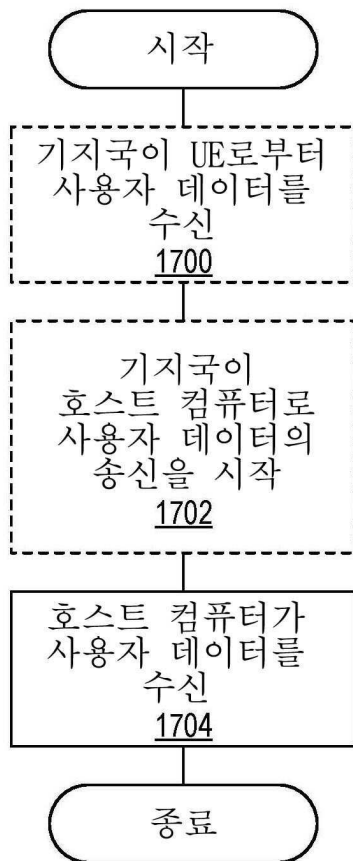 시작
기지국이 UE로부터
사용자 데이터를
수신
1700
기지국이
호스트 컴퓨터로
사용자 데이터의
송신을 시작
1702
호스트 컴퓨터가
사용자 데이터를
수신
1704
종료